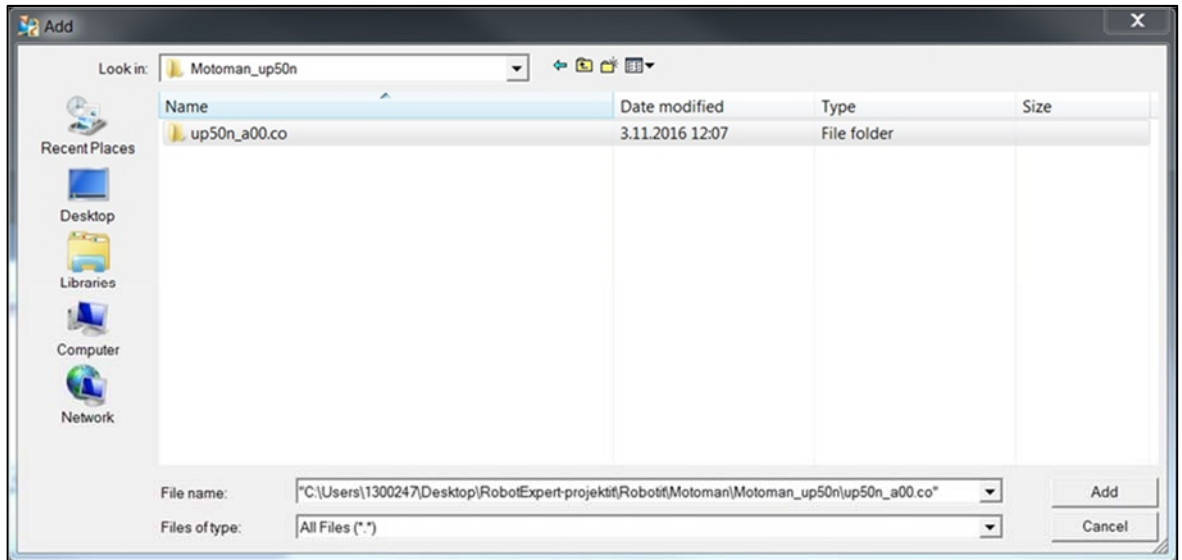 Add
Look in: Motoman_up50n
Name Date modified Type Size
up50n_a00.co 3.11.2016 12:07 File folder
Recent Places
Desktop
Libraries
Computer
Network
File name: "C:\Users\1300247\Desktop\RobotExpert-projektit\Robotit\Motoman\Motoman_up50n\up50n_a00.co" Add
Files of type: All Files (*.*) Cancel